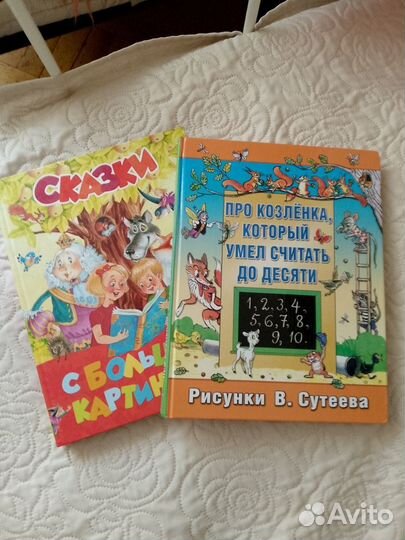 Сказки
с больш
картин
Про козлёнка,
который
умел считать
до десяти
1, 2, 3, 4,
5, 6, 7, 8,
9, 10.
Рисунки В. Сутеева
Avito